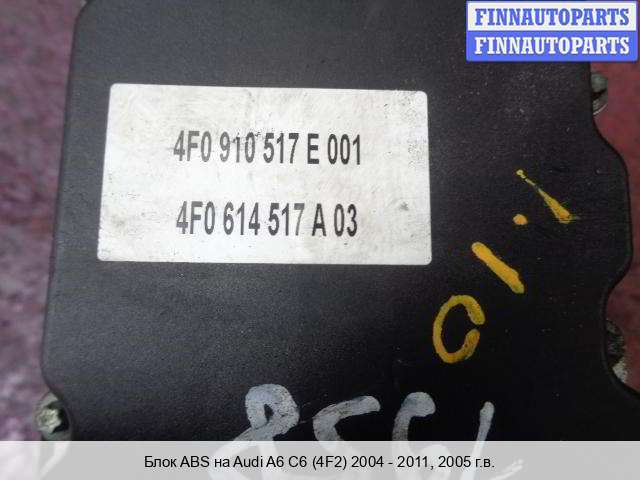 FINNAUTOPARTS
FINNAUTOPARTS
4F0 910 517 E 001
4F0 614 517 A 03
Блок ABS на Audi A6 C6 (4F2) 2004 - 2011, 2005 г.в.